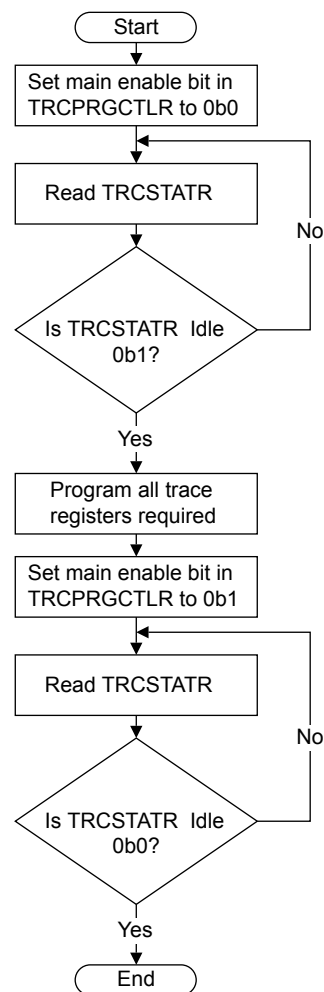 Start
Set main enable bit in
TRCPRGCTLR to 0b0
Read TRCSTATR
No
Is TRCSTATR Idle
0b1?
Yes
Program all trace
registers required
Set main enable bit in
TRCPRGCTLR to 0b1
Read TRCSTATR
No
Is TRCSTATR Idle
0b0?
Yes
End